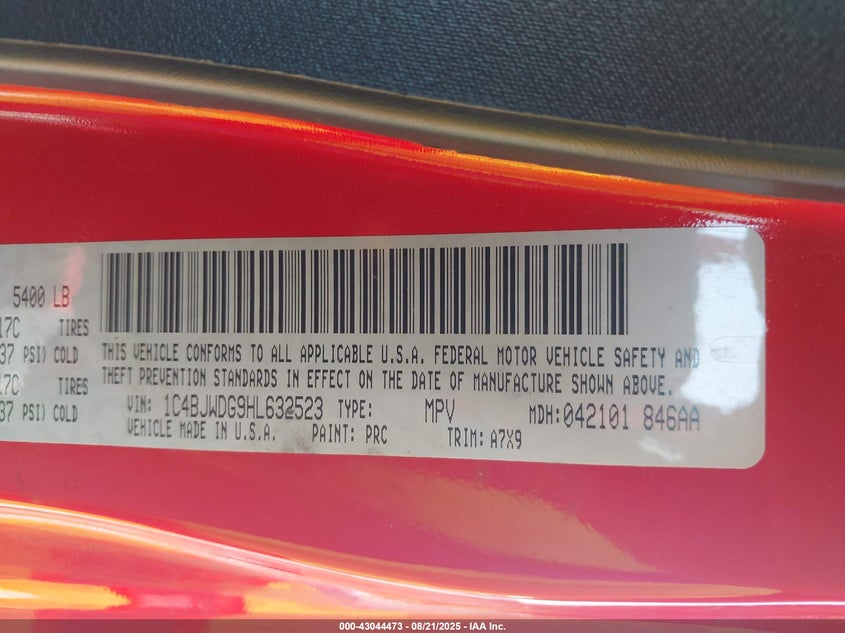 5400 LB
17C TIRES
37 PSI) COLD
17C TIRES
37 PSI) COLD
THIS VEHICLE CONFORMS TO ALL APPLICABLE U.S.A. FEDERAL MOTOR VEHICLE SAFETY AND
THEFT PREVENTION STANDARDS IN EFFECT ON THE DATE OF MANUFACTURE SHOWN ABOVE.
VIN: 1C4BJWDG9HL632523 TYPE: MPV MDH:042101 846AA
VEHICLE MADE IN U.S.A. PAINT: PRC TRIM: A7X9
000-43044473 - 08/21/2025 - IAA Inc.